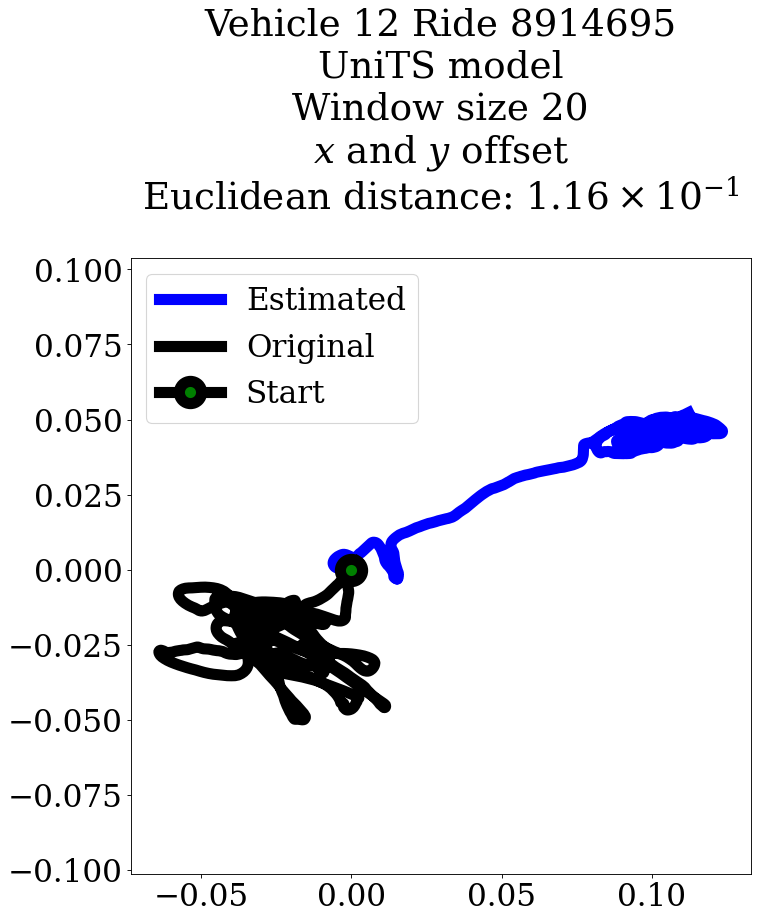 Vehicle 12 Ride 8914695
UniTS model
Window size 20
x and y offset
Euclidean distance: 1.16 × 10⁻¹
Estimated
Original
Start
0.100
0.075
0.050
0.025
0.000
−0.025
−0.050
−0.075
−0.100
−0.05 0.00 0.05 0.10